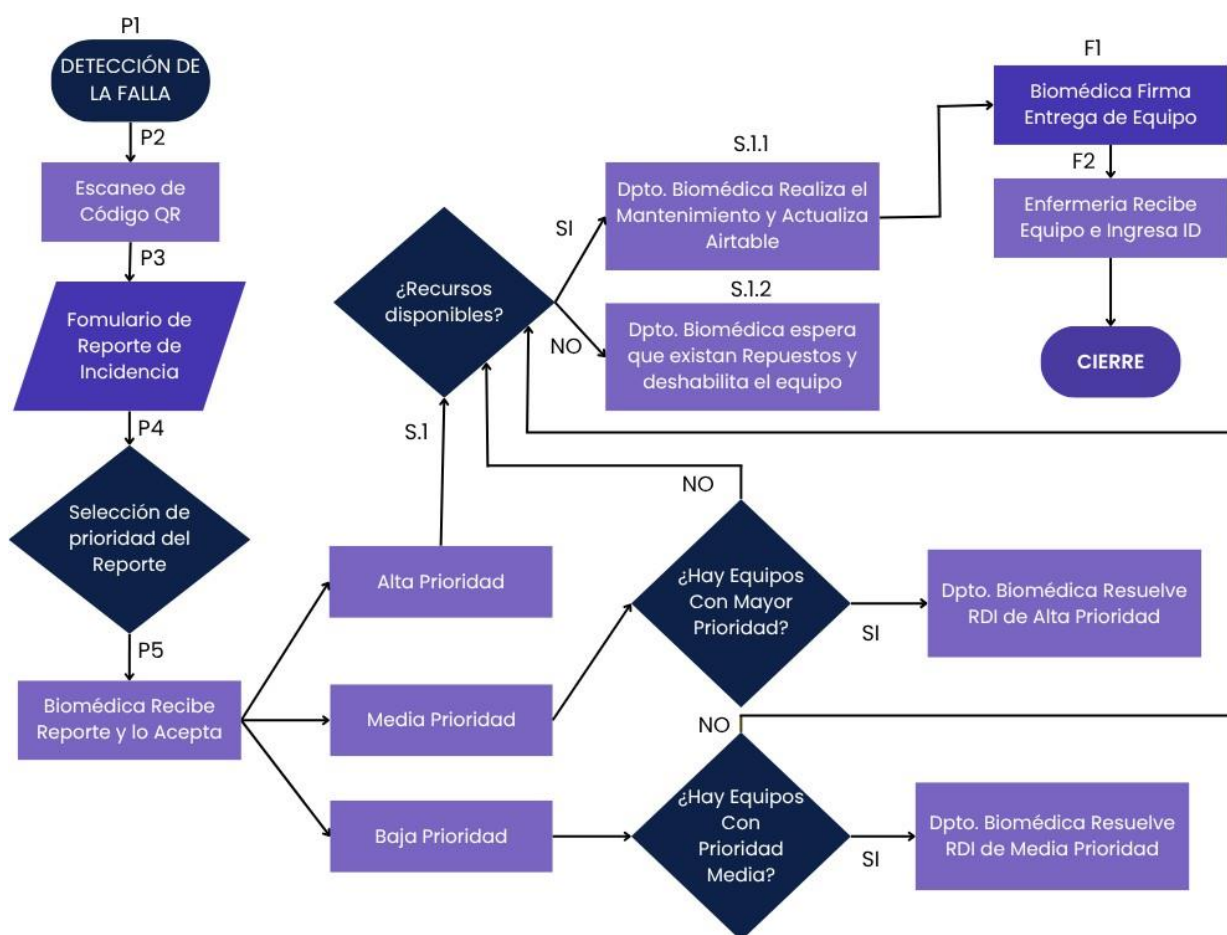 P1
DETECCIÓN DE
LA FALLA
P2
Escaneo de
Código QR
P3
Fomulario de
Reporte de
Incidencia
P4
Selección de
prioridad del
Reporte
P5
Biomédica Recibe
Reporte y lo Acepta
Alta Prioridad
Media Prioridad
Baja Prioridad
S.1
¿Recursos
disponibles?
SI
NO
S.1.1
Dpto. Biomédica Realiza el
Mantenimiento y Actualiza
Airtable
S.1.2
Dpto. Biomédica espera
que existan Repuestos y
deshabilita el equipo
F1
Biomédica Firma
Entrega de Equipo
F2
Enfermeria Recibe
Equipo e Ingresa ID
CIERRE
NO
¿Hay Equipos
Con Mayor
Prioridad?
SI
Dpto. Biomédica Resuelve
RDI de Alta Prioridad
NO
¿Hay Equipos
Con
Prioridad
Media?
SI
Dpto. Biomédica Resuelve
RDI de Media Prioridad